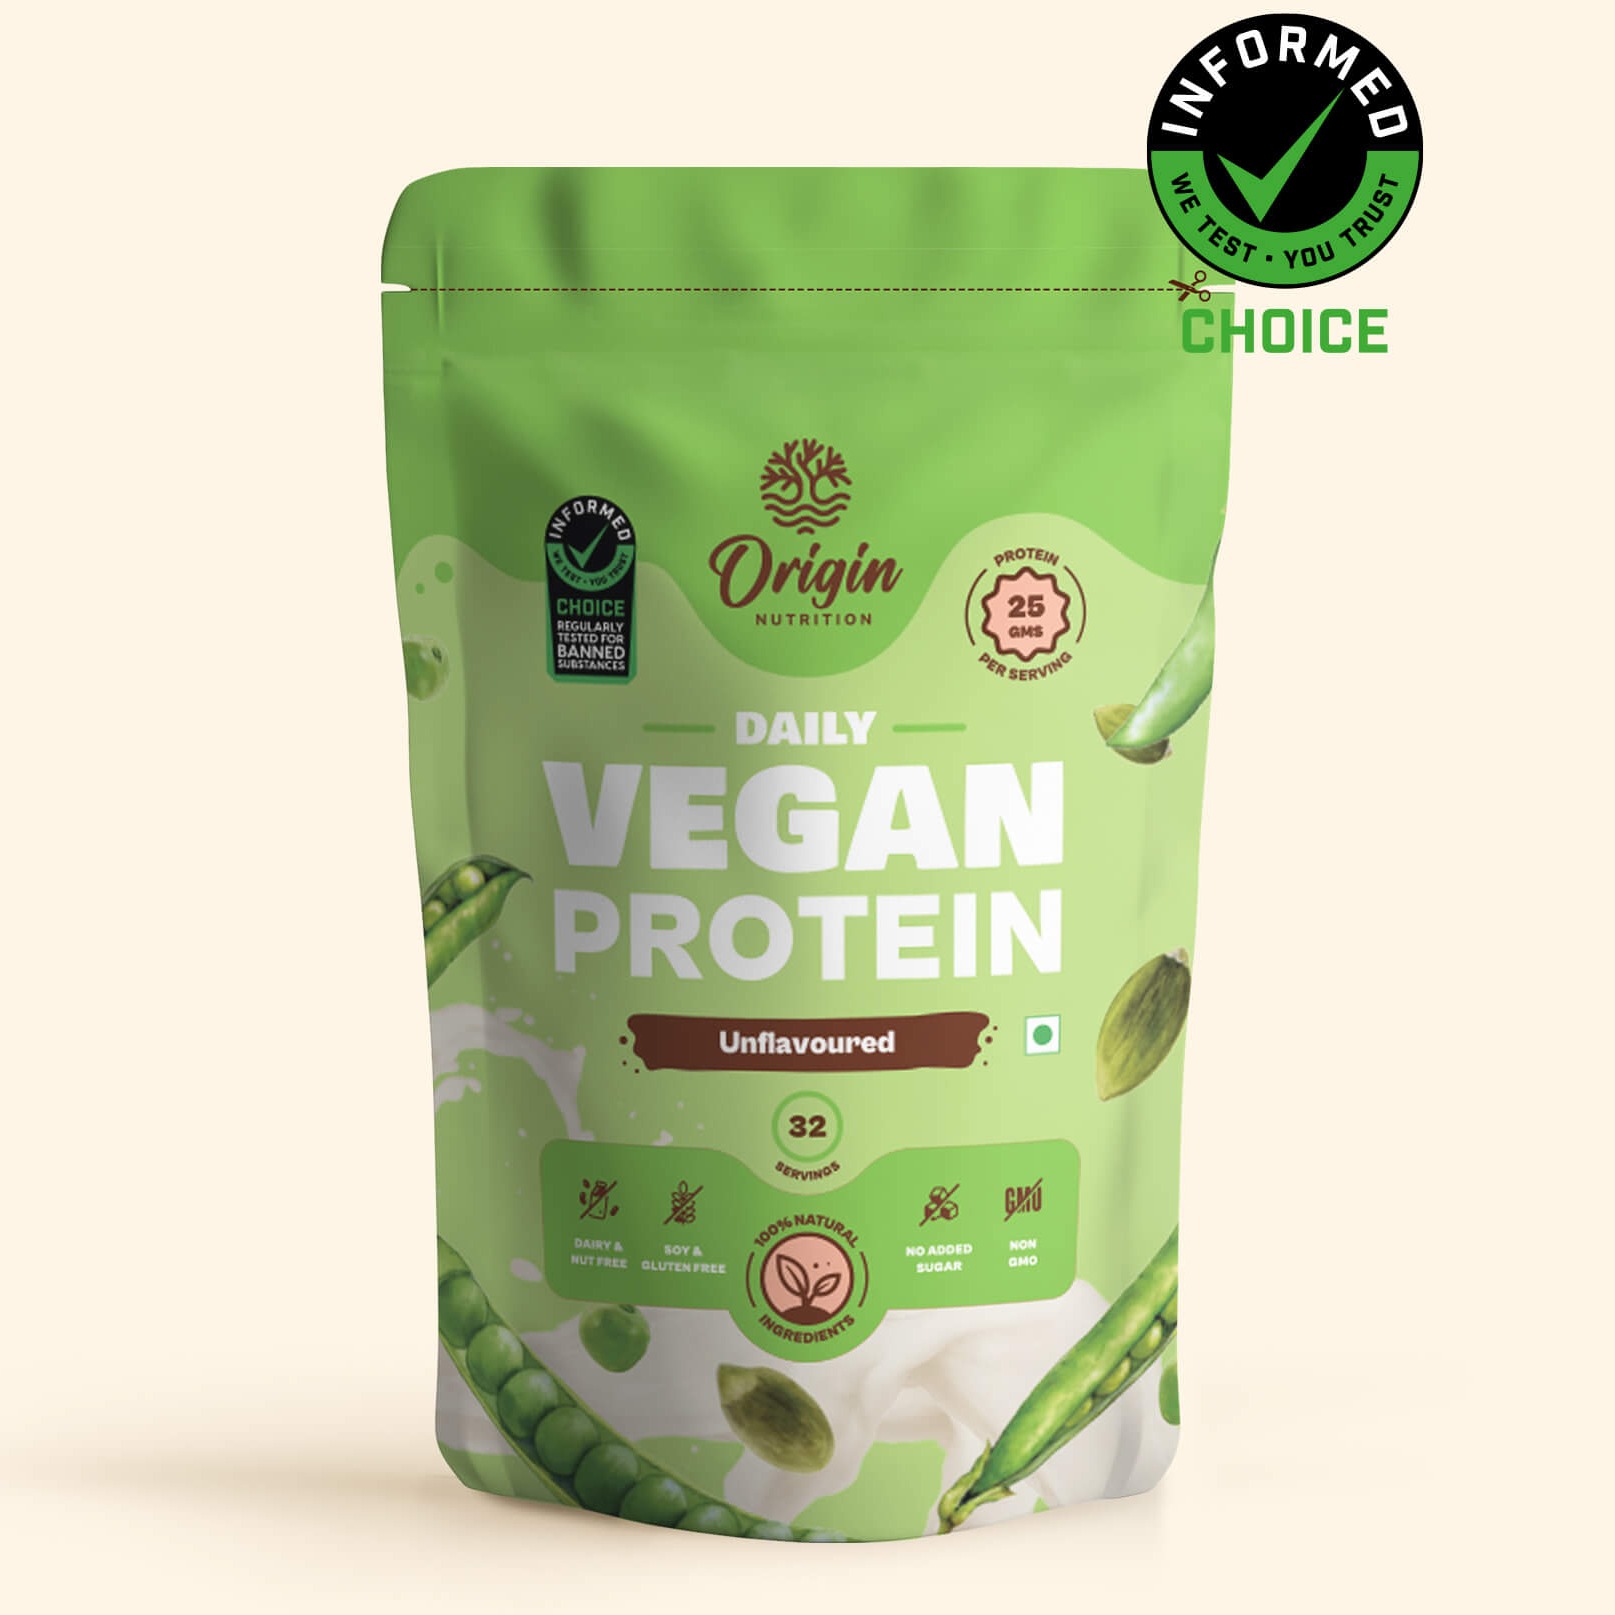 INFORMED
WE TEST · YOU TRUST
CHOICE
INFORMED
WE TEST · YOU TRUST
CHOICE
REGULARLY
TESTED FOR
BANNED
SUBSTANCES
Origin
NUTRITION
PROTEIN
25
GMS
PER SERVING
DAILY
VEGAN
PROTEIN
Unflavoured
32
SERVINGS
DAIRY &
NUT FREE
SOY &
GLUTEN FREE
100% NATURAL
INGREDIENTS
NO ADDED
SUGAR
GMO
NON
GMO